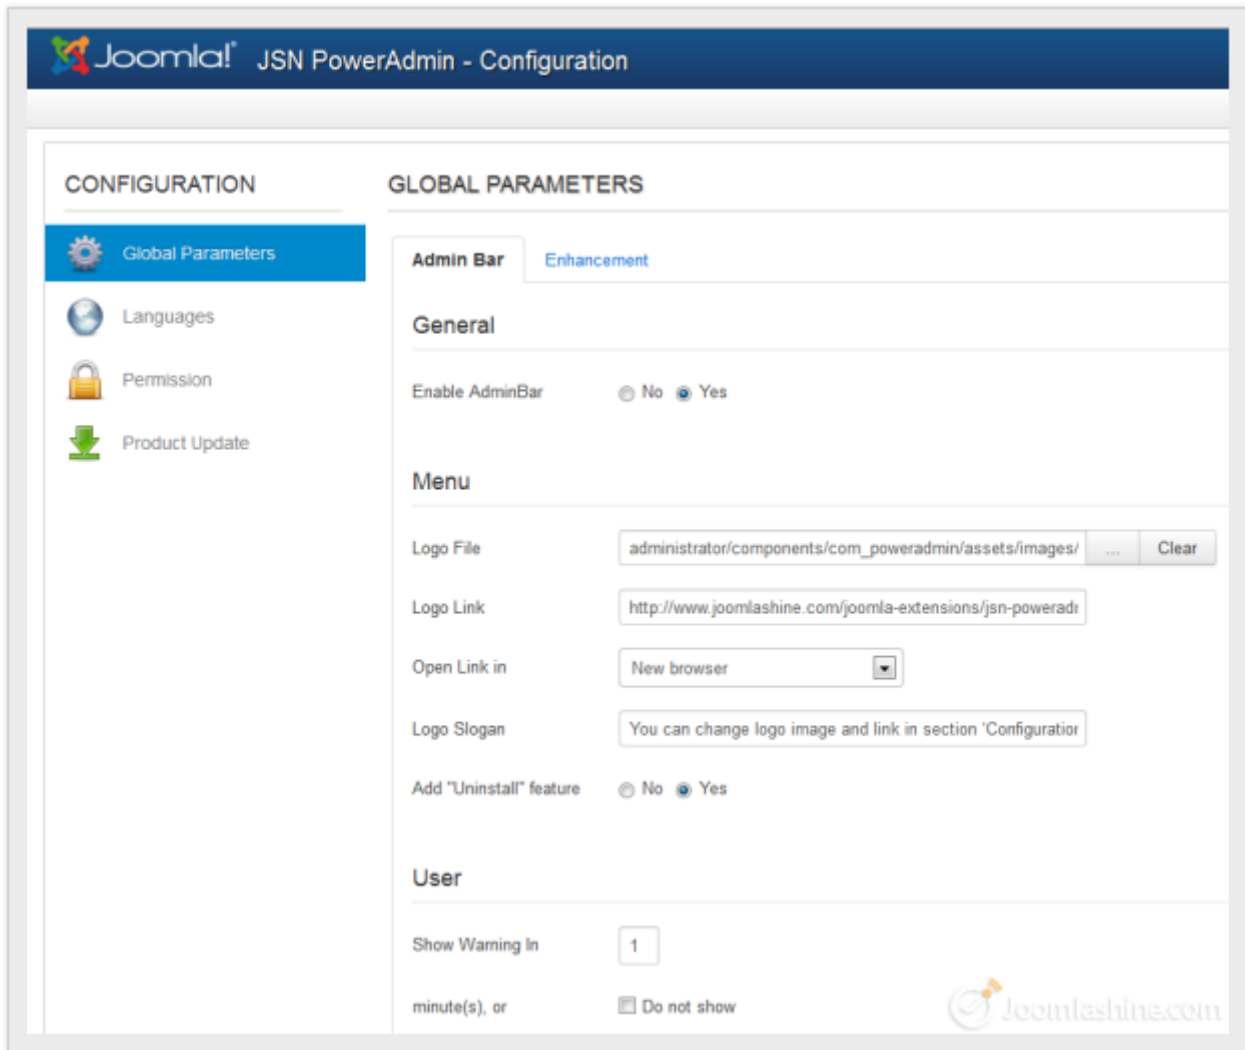 Joomla!® JSN PowerAdmin - Configuration
CONFIGURATION
Global Parameters
Languages
Permission
Product Update
GLOBAL PARAMETERS
Admin Bar Enhancement
General
Enable AdminBar No Yes
Menu
Logo File administrator/components/com_poweradmin/assets/images/ ... Clear
Logo Link http://www.joomlashine.com/joomla-extensions/jsn-poweradn
Open Link in New browser
Logo Slogan You can change logo image and link in section 'Configuration
Add "Uninstall" feature No Yes
User
Show Warning In 1
minute(s), or Do not show
Joomlashine.com